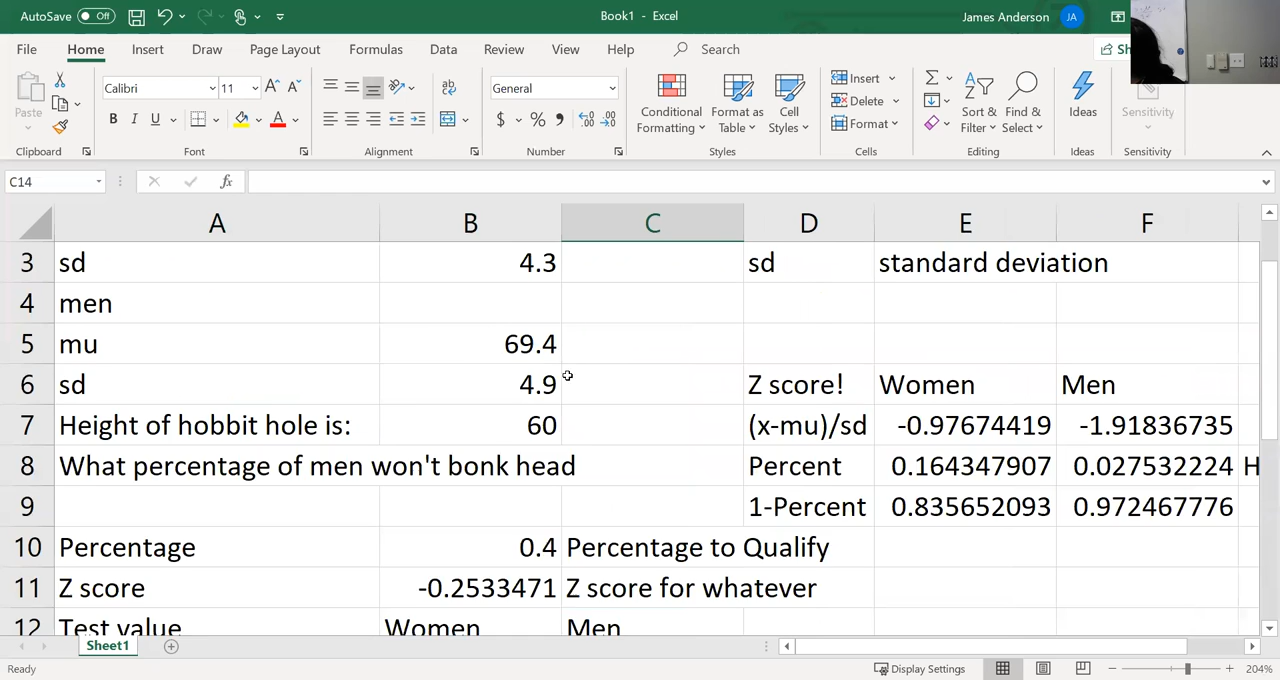 AutoSave Off Book1 - Excel James Anderson JA
File Home Insert Draw Page Layout Formulas Data Review View Help Search Sh
Paste Calibri 11 B I U General $ % Conditional Formatting Format as Table Cell Styles Insert Delete Format Sort & Filter Find & Select Ideas Sensitivity
Clipboard Font Alignment Number Styles Cells Editing Ideas Sensitivity
C14 fx
A B C D E F
3 sd 4.3 sd standard deviation
4 men
5 mu 69.4
6 sd 4.9 Z score! Women Men
7 Height of hobbit hole is: 60 (x-mu)/sd -0.97674419 -1.91836735
8 What percentage of men won't bonk head Percent 0.164347907 0.027532224 H
9 1-Percent 0.835652093 0.972467776
10 Percentage 0.4 Percentage to Qualify
11 Z score -0.2533471 Z score for whatever
12 Test value Women Men
Sheet1
Ready Display Settings 204%